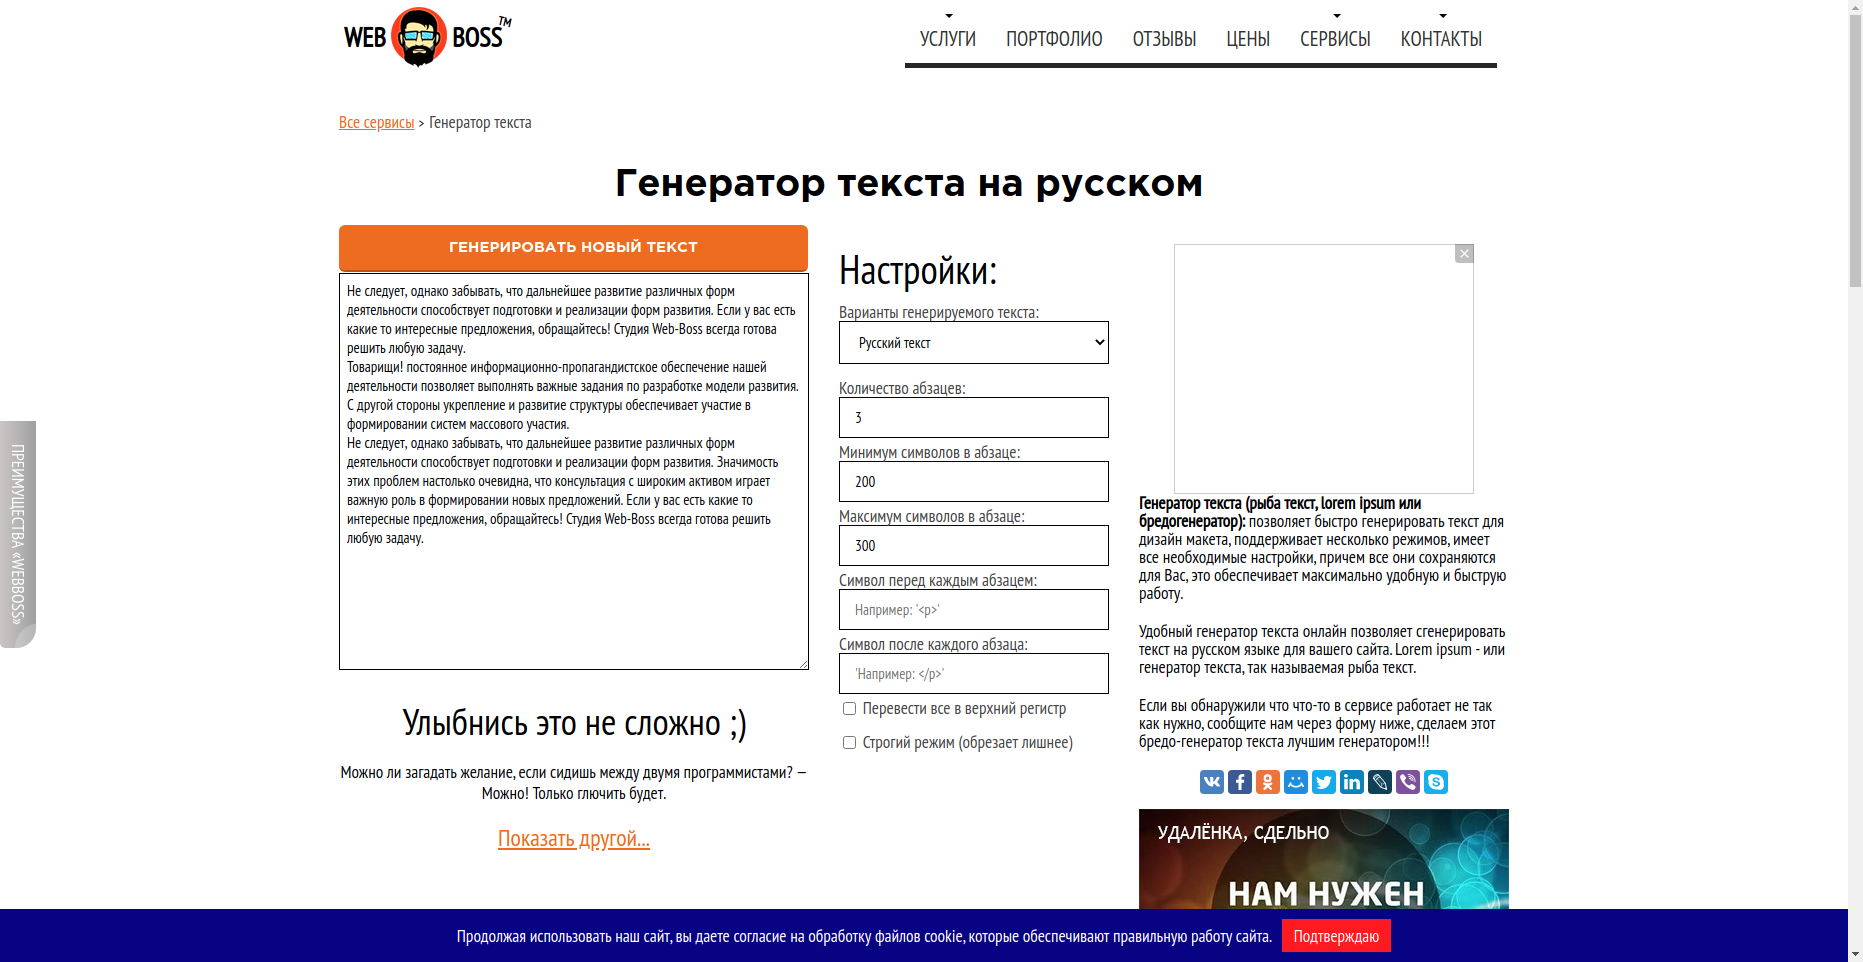 WEB BOSS TM
УСЛУГИ ПОРТФОЛИО ОТЗЫВЫ ЦЕНЫ СЕРВИСЫ КОНТАКТЫ
Все сервисы > Генератор текста
Генератор текста на русском
ГЕНЕРИРОВАТЬ НОВЫЙ ТЕКСТ
Не следует, однако забывать, что дальнейшее развитие различных форм
деятельности способствует подготовки и реализации форм развития. Если у вас есть
какие то интересные предложения, обращайтесь! Студия Web-Boss всегда готова
решить любую задачу.
Товарищи! постоянное информационно-пропагандистское обеспечение нашей
деятельности позволяет выполнять важные задания по разработке модели развития.
С другой стороны укрепление и развитие структуры обеспечивает участие в
формировании систем массового участия.
Не следует, однако забывать, что дальнейшее развитие различных форм
деятельности способствует подготовки и реализации форм развития. Значимость
этих проблем настолько очевидна, что консультация с широким активом играет
важную роль в формировании новых предложений. Если у вас есть какие то
интересные предложения, обращайтесь! Студия Web-Boss всегда готова решить
любую задачу.
Улыбнись это не сложно ;)
Можно ли загадать желание, если сидишь между двумя программистами? —
Можно! Только глючить будет.
Показать другой...
Настройки:
Варианты генерируемого текста:
Русский текст
Количество абзацев:
3
Минимум символов в абзаце:
200
Максимум символов в абзаце:
300
Символ перед каждым абзацем:
Например: '<p>'
Символ после каждого абзаца:
'Например: </p>'
Перевести все в верхний регистр
Строгий режим (обрезает лишнее)
Генератор текста (рыба текст, lorem ipsum или
бредогенератор): позволяет быстро генерировать текст для
дизайн макета, поддерживает несколько режимов, имеет
все необходимые настройки, причем все они сохраняются
для Вас, это обеспечивает максимально удобную и быструю
работу.
Удобный генератор текста онлайн позволяет сгенерировать
текст на русском языке для вашего сайта. Lorem ipsum - или
генератор текста, так называемая рыба текст.
Если вы обнаружили что что-то в сервисе работает не так
как нужно, сообщите нам через форму ниже, сделаем этот
бредо-генератор текста лучшим генератором!!!
УДАЛЁНКА, СДЕЛЬНО
НАМ НУЖЕН
ПРЕИМУЩЕСТВА «WEBBOSS»
Продолжая использовать наш сайт, вы даете согласие на обработку файлов cookie, которые обеспечивают правильную работу сайта. Подтверждаю